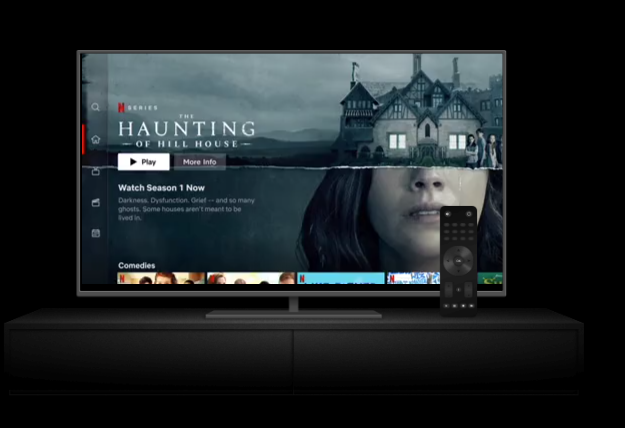 N SERIES
THE
HAUNTING
OF HILL HOUSE
Play
More Info
Watch Season 1 Now
Darkness. Dysfunction. Grief -- and so many
ghosts. Some houses aren't meant to be
lived in.
Comedies